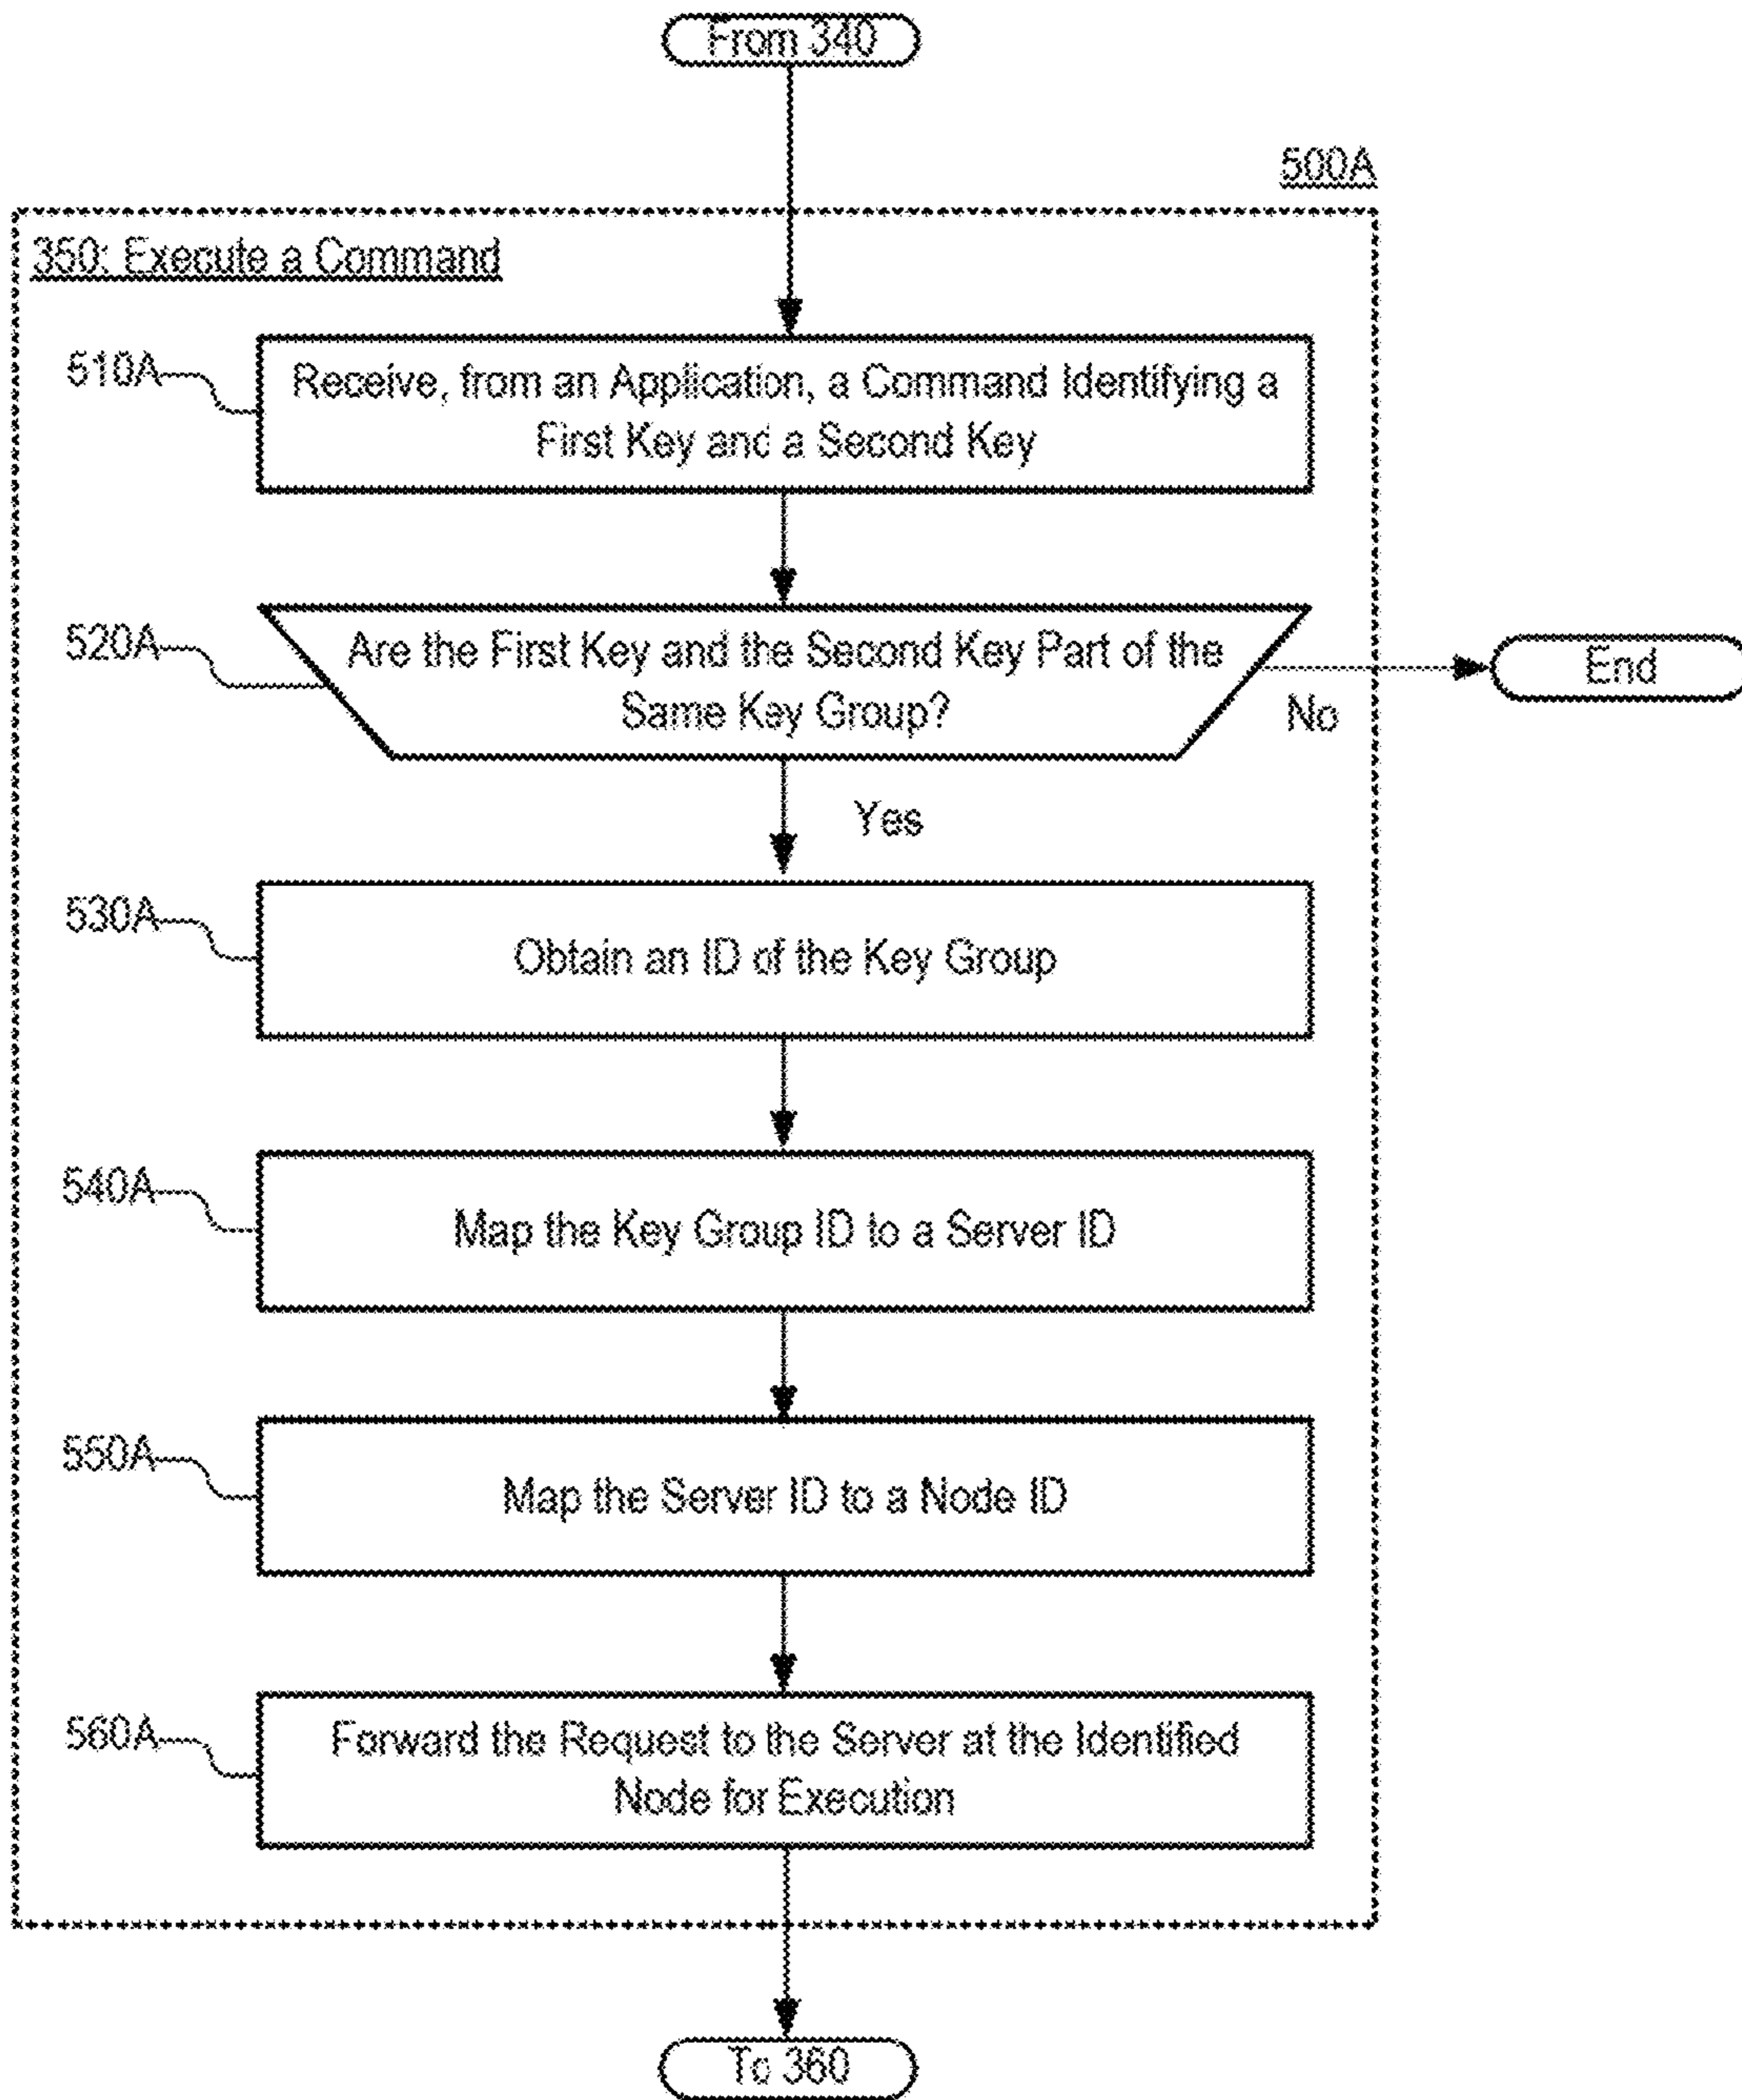 From 340
500A
350: Execute a Command
510A
Receive, from an Application, a Command Identifying a
First Key and a Second Key
520A
Are the First Key and the Second Key Part of the
Same Key Group?
No
End
Yes
530A
Obtain an ID of the Key Group
540A
Map the Key Group ID to a Server ID
550A
Map the Server ID to a Node ID
560A
Forward the Request to the Server at the Identified
Node for Execution
To 360